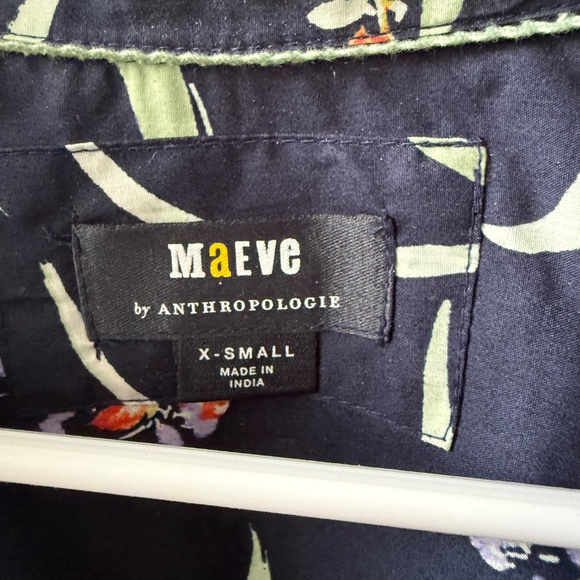 MaEVe
by ANTHROPOLOGIE
X-SMALL
MADE IN
INDIA